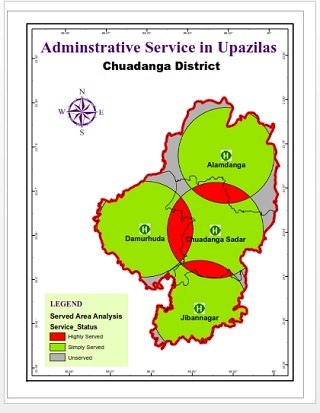 Adminstrative Service in Upazilas
Chuadanga District
N
W E
S
Alamdanga
H
H
H
Damurhuda
Chuadanga Sadar
H
Jibannagar
LEGEND
Served Area Analysis
Service_Status
Highly Served
Simply Served
Unserved